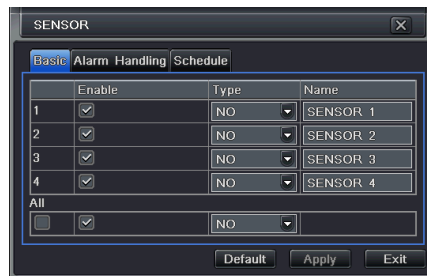 SENSOR
Basic Alarm Handling Schedule
Enable Type Name
1 NO SENSOR 1
2 NO SENSOR 2
3 NO SENSOR 3
4 NO SENSOR 4
All
NO
Default Apply Exit